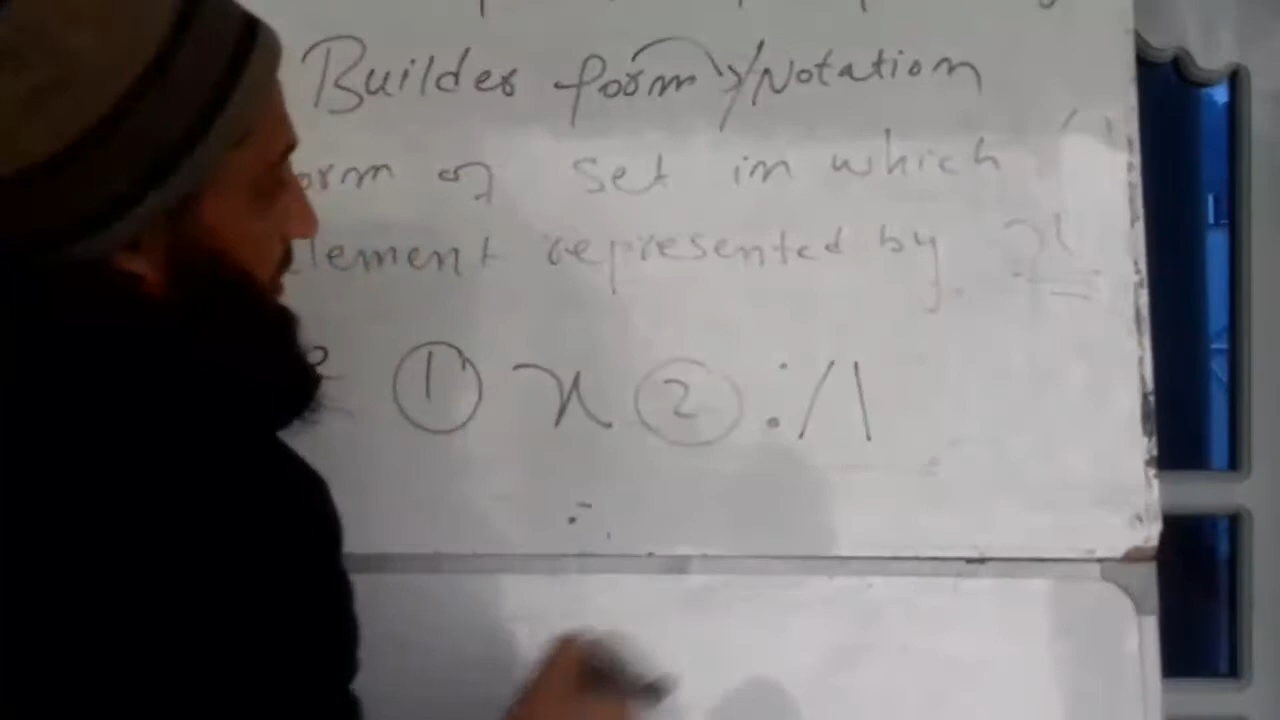 Builder form/Notation
orm of set in which
lement represented by x
① x ② :/|